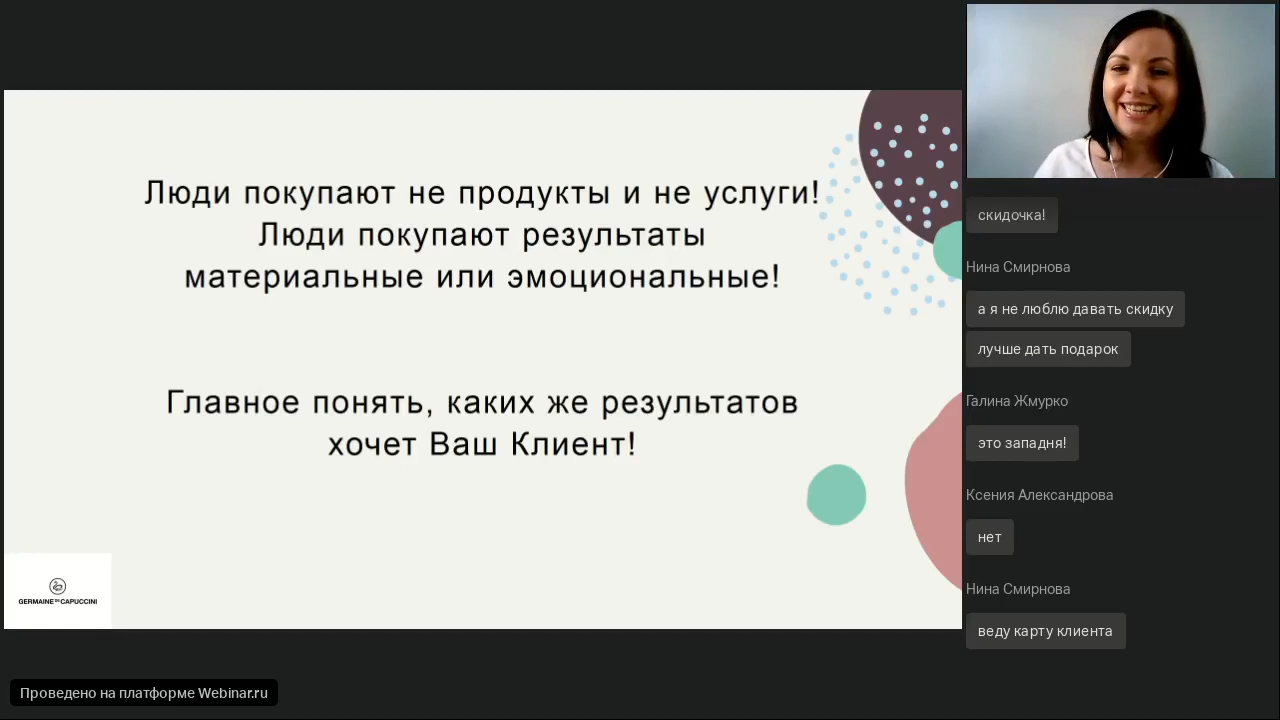 Люди покупают не продукты и не услуги!
Люди покупают результаты
материальные или эмоциональные!
Главное понять, каких же результатов
хочет Ваш Клиент!
GERMAINE DE CAPUCCINI
Проведено на платформе Webinar.ru
скидочка!
Нина Смирнова
а я не люблю давать скидку
лучше дать подарок
Галина Жмурко
это западня!
Ксения Александрова
нет
Нина Смирнова
веду карту клиента